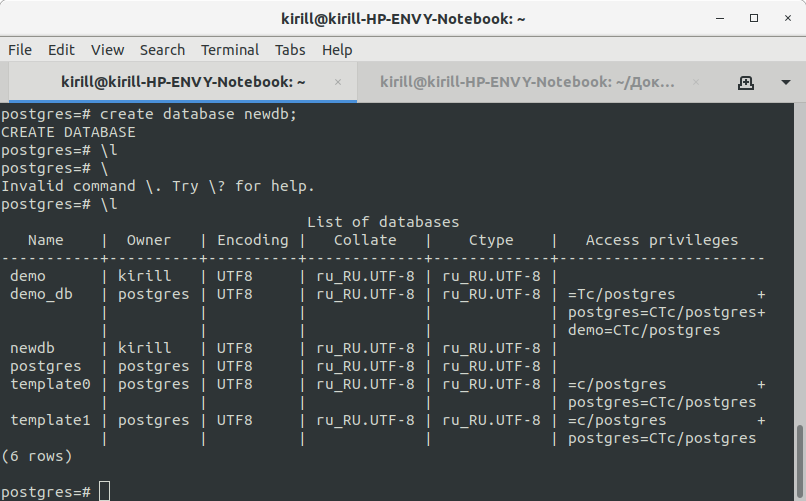 kirill@kirill-HP-ENVY-Notebook: ~
File Edit View Search Terminal Tabs Help
kirill@kirill-HP-ENVY-Notebook: ~ × kirill@kirill-HP-ENVY-Notebook: ~/Док... ×
postgres=# create database newdb;
CREATE DATABASE
postgres=# \l
postgres=# \
Invalid command \. Try \? for help.
postgres=# \l
                                  List of databases
   Name    |  Owner   | Encoding |   Collate   |    Ctype    |   Access privileges   
-----------+----------+----------+-------------+-------------+-----------------------
 demo      | kirill   | UTF8     | ru_RU.UTF-8 | ru_RU.UTF-8 | 
 demo_db   | postgres | UTF8     | ru_RU.UTF-8 | ru_RU.UTF-8 | =Tc/postgres         +
           |          |          |             |             | postgres=CTc/postgres+
           |          |          |             |             | demo=CTc/postgres
 newdb     | kirill   | UTF8     | ru_RU.UTF-8 | ru_RU.UTF-8 | 
 postgres  | postgres | UTF8     | ru_RU.UTF-8 | ru_RU.UTF-8 | 
 template0 | postgres | UTF8     | ru_RU.UTF-8 | ru_RU.UTF-8 | =c/postgres          +
           |          |          |             |             | postgres=CTc/postgres
 template1 | postgres | UTF8     | ru_RU.UTF-8 | ru_RU.UTF-8 | =c/postgres          +
           |          |          |             |             | postgres=CTc/postgres
(6 rows)
postgres=#